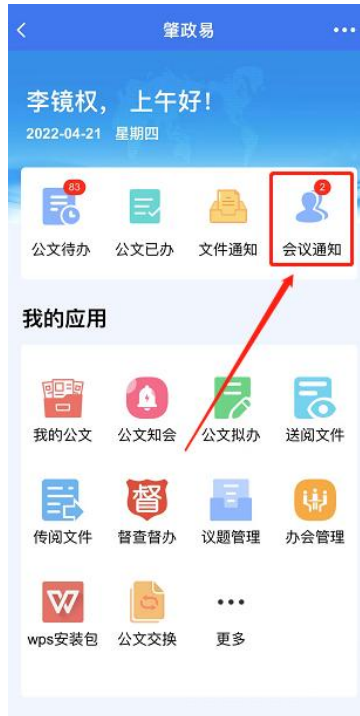 肇政易
李镜权， 上午好！
2022-04-21 星期四
83 2
公文待办 公文已办 文件通知 会议通知
我的应用
我的公文 公文知会 公文拟办 送阅文件
督
传阅文件 督查督办 议题管理 办会管理
W
wps安装包 公文交换 更多